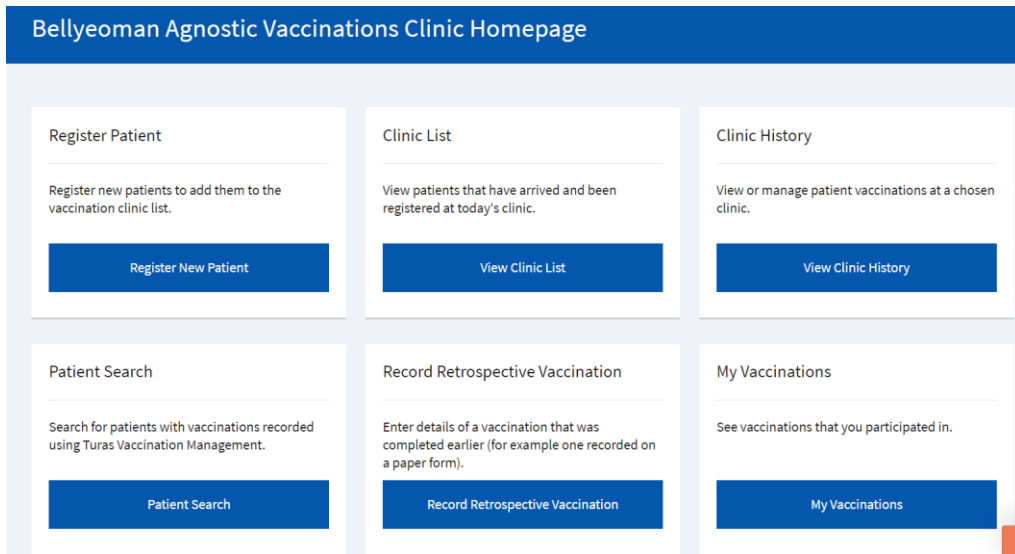 Bellyeoman Agnostic Vaccinations Clinic Homepage
Register Patient
Register new patients to add them to the
vaccination clinic list.
Register New Patient
Clinic List
View patients that have arrived and been
registered at today's clinic.
View Clinic List
Clinic History
View or manage patient vaccinations at a chosen
clinic.
View Clinic History
Patient Search
Search for patients with vaccinations recorded
using Turas Vaccination Management.
Patient Search
Record Retrospective Vaccination
Enter details of a vaccination that was
completed earlier (for example one recorded on
a paper form).
Record Retrospective Vaccination
My Vaccinations
See vaccinations that you participated in.
My Vaccinations